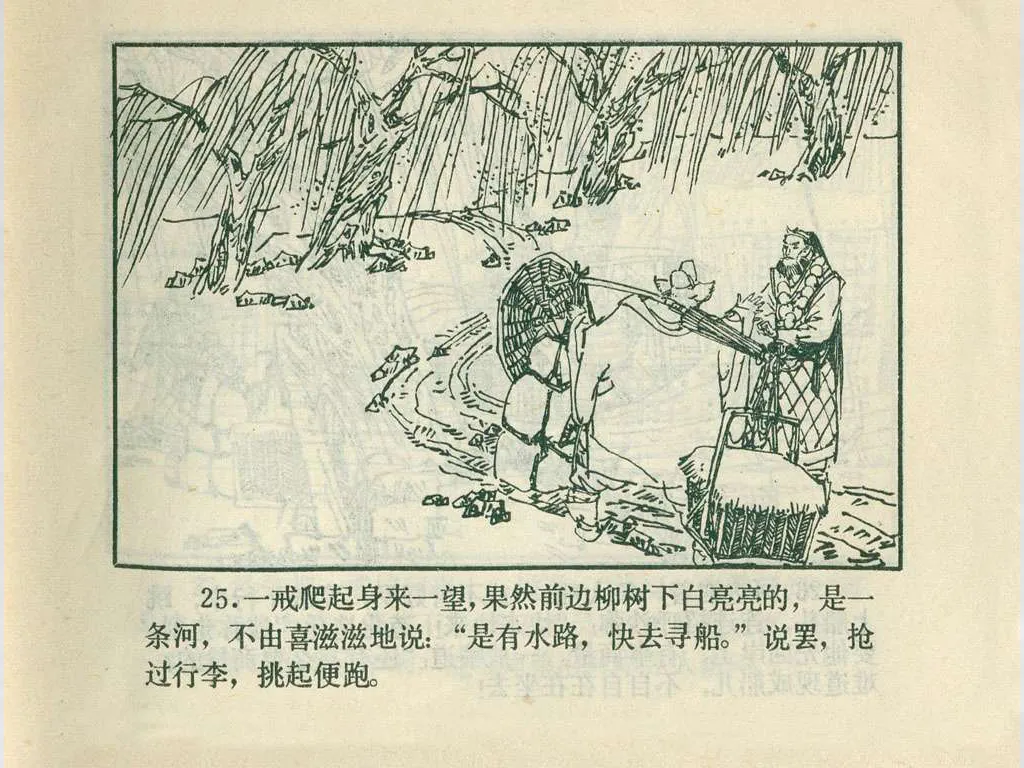 25.一戒爬起身来一望，果然前边柳树下白亮亮的，是一
条河，不由喜滋滋地说：“是有水路，快去寻船。”说罢，抢
过行李，挑起便跑。